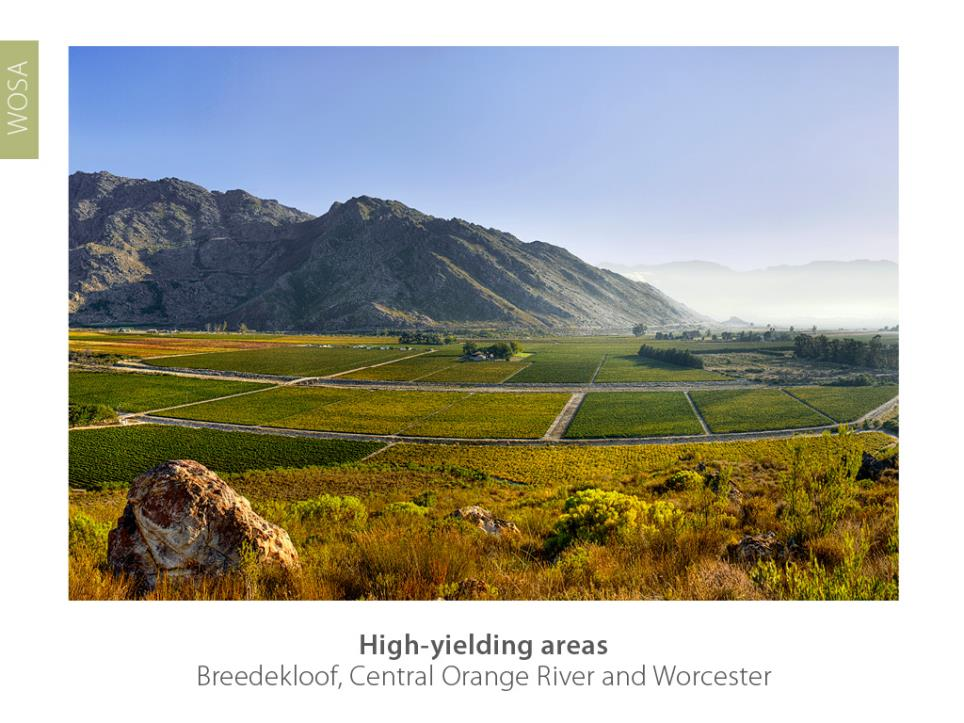 WOSA
High-yielding areas
Breedekloof, Central Orange River and Worcester